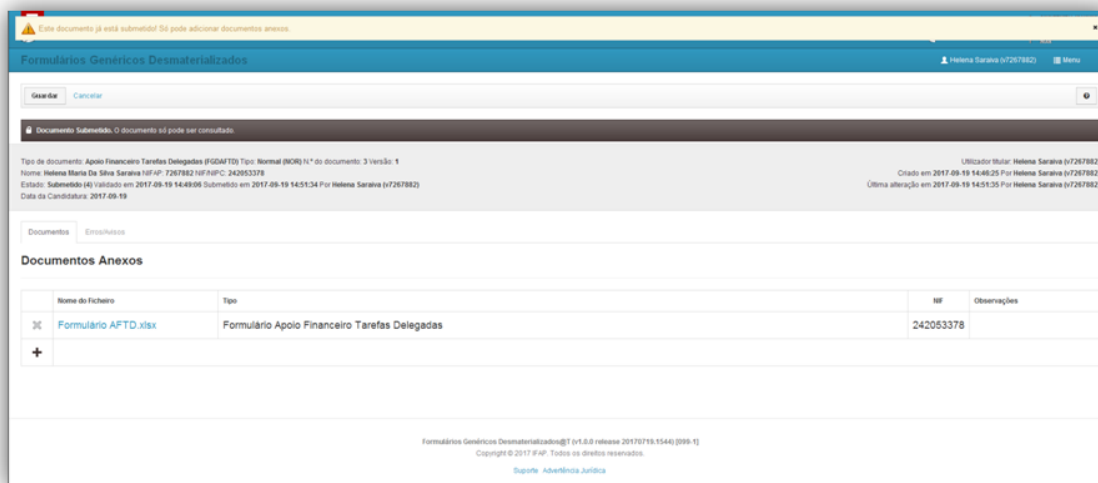 Este documento já está submetido! Só pode adicionar documentos anexos.
Formulários Genéricos Desmaterializados
Helena Saraiva (v7267882) Menu
Guardar Cancelar
Documento Submetido. O documento só pode ser consultado.
Tipo de documento: Apoio Financeiro Tarefas Delegadas (FGDAFTD) Tipo: Normal (NOR) N.º do documento: 3 Versão: 1
Utilizador titular: Helena Saraiva (v7267882
Nome: Helena Maria Da Silva Saraiva NIFAP: 7267882 NIF/NIPC: 242053378
Criado em 2017-09-19 14:46:25 Por Helena Saraiva (v7267882
Estado: Submetido (4) Validado em 2017-09-19 14:49:06 Submetido em 2017-09-19 14:51:34 Por Helena Saraiva (v7267882)
Última alteração em 2017-09-19 14:51:35 Por Helena Saraiva (v7267882
Data da Candidatura: 2017-09-19
Documentos Erros/Avisos
Documentos Anexos
Nome do Ficheiro Tipo NIF Observações
Formulário AFTD.xlsx Formulário Apoio Financeiro Tarefas Delegadas 242053378
Formulários Genéricos Desmaterializados@T (v1.0.0 release 20170719.1544) [099-1]
Copyright © 2017 IFAP. Todos os direitos reservados.
Suporte Advertência Jurídica